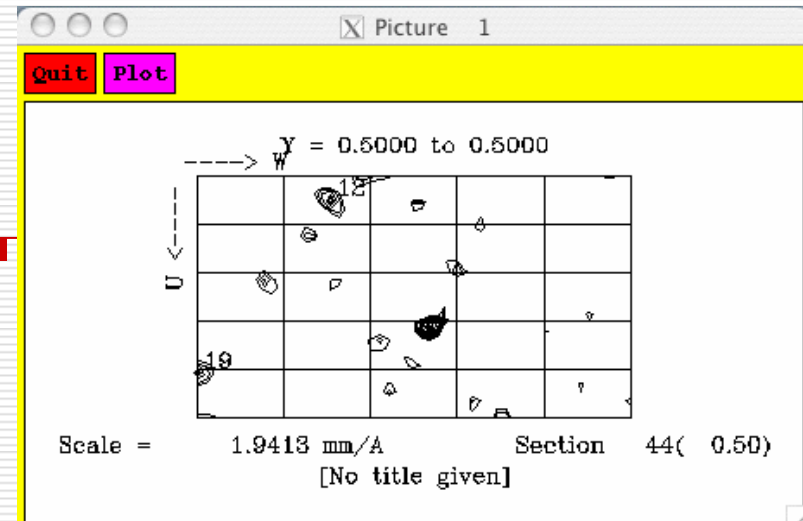 X Picture 1
Quit Plot
Y = 0.5000 to 0.5000
----> W
12
<---- U
4
19
Scale = 1.9413 mm/A Section 44( 0.50)
[No title given]